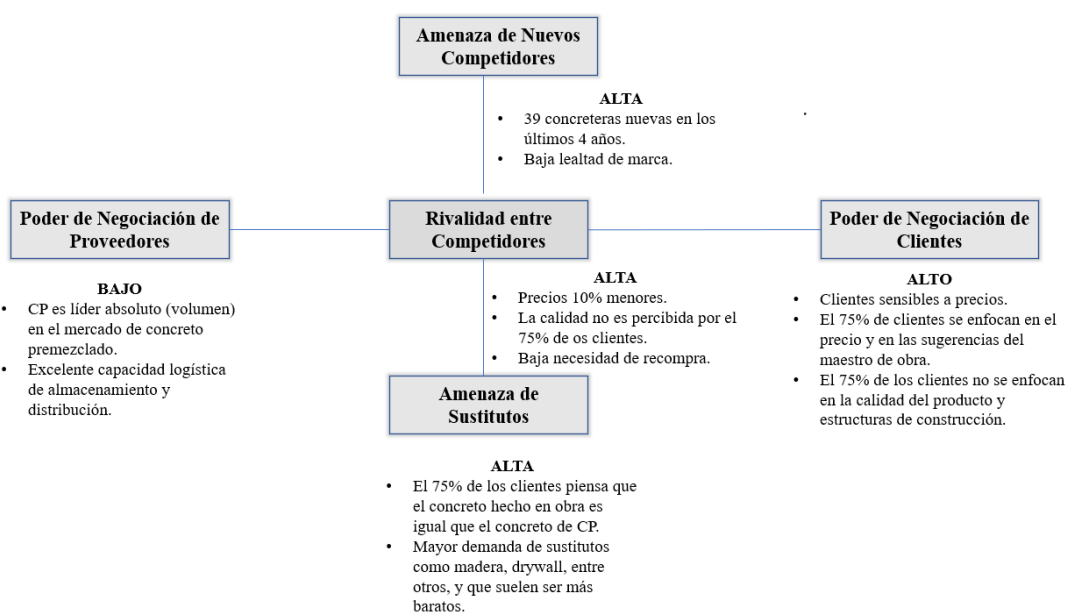 Amenaza de Nuevos
Competidores
ALTA
• 39 concreteras nuevas en los
últimos 4 años.
• Baja lealtad de marca.
.
Poder de Negociación de
Proveedores
BAJO
• CP es líder absoluto (volumen)
en el mercado de concreto
premezclado.
• Excelente capacidad logística
de almacenamiento y
distribución.
Rivalidad entre
Competidores
ALTA
• Precios 10% menores.
• La calidad no es percibida por el
75% de os clientes.
• Baja necesidad de recompra.
Poder de Negociación de
Clientes
ALTO
• Clientes sensibles a precios.
• El 75% de clientes se enfocan en el
precio y en las sugerencias del
maestro de obra.
• El 75% de los clientes no se enfocan
en la calidad del producto y
estructuras de construcción.
Amenaza de
Sustitutos
ALTA
• El 75% de los clientes piensa que
el concreto hecho en obra es
igual que el concreto de CP.
• Mayor demanda de sustitutos
como madera, drywall, entre
otros, y que suelen ser más
baratos.